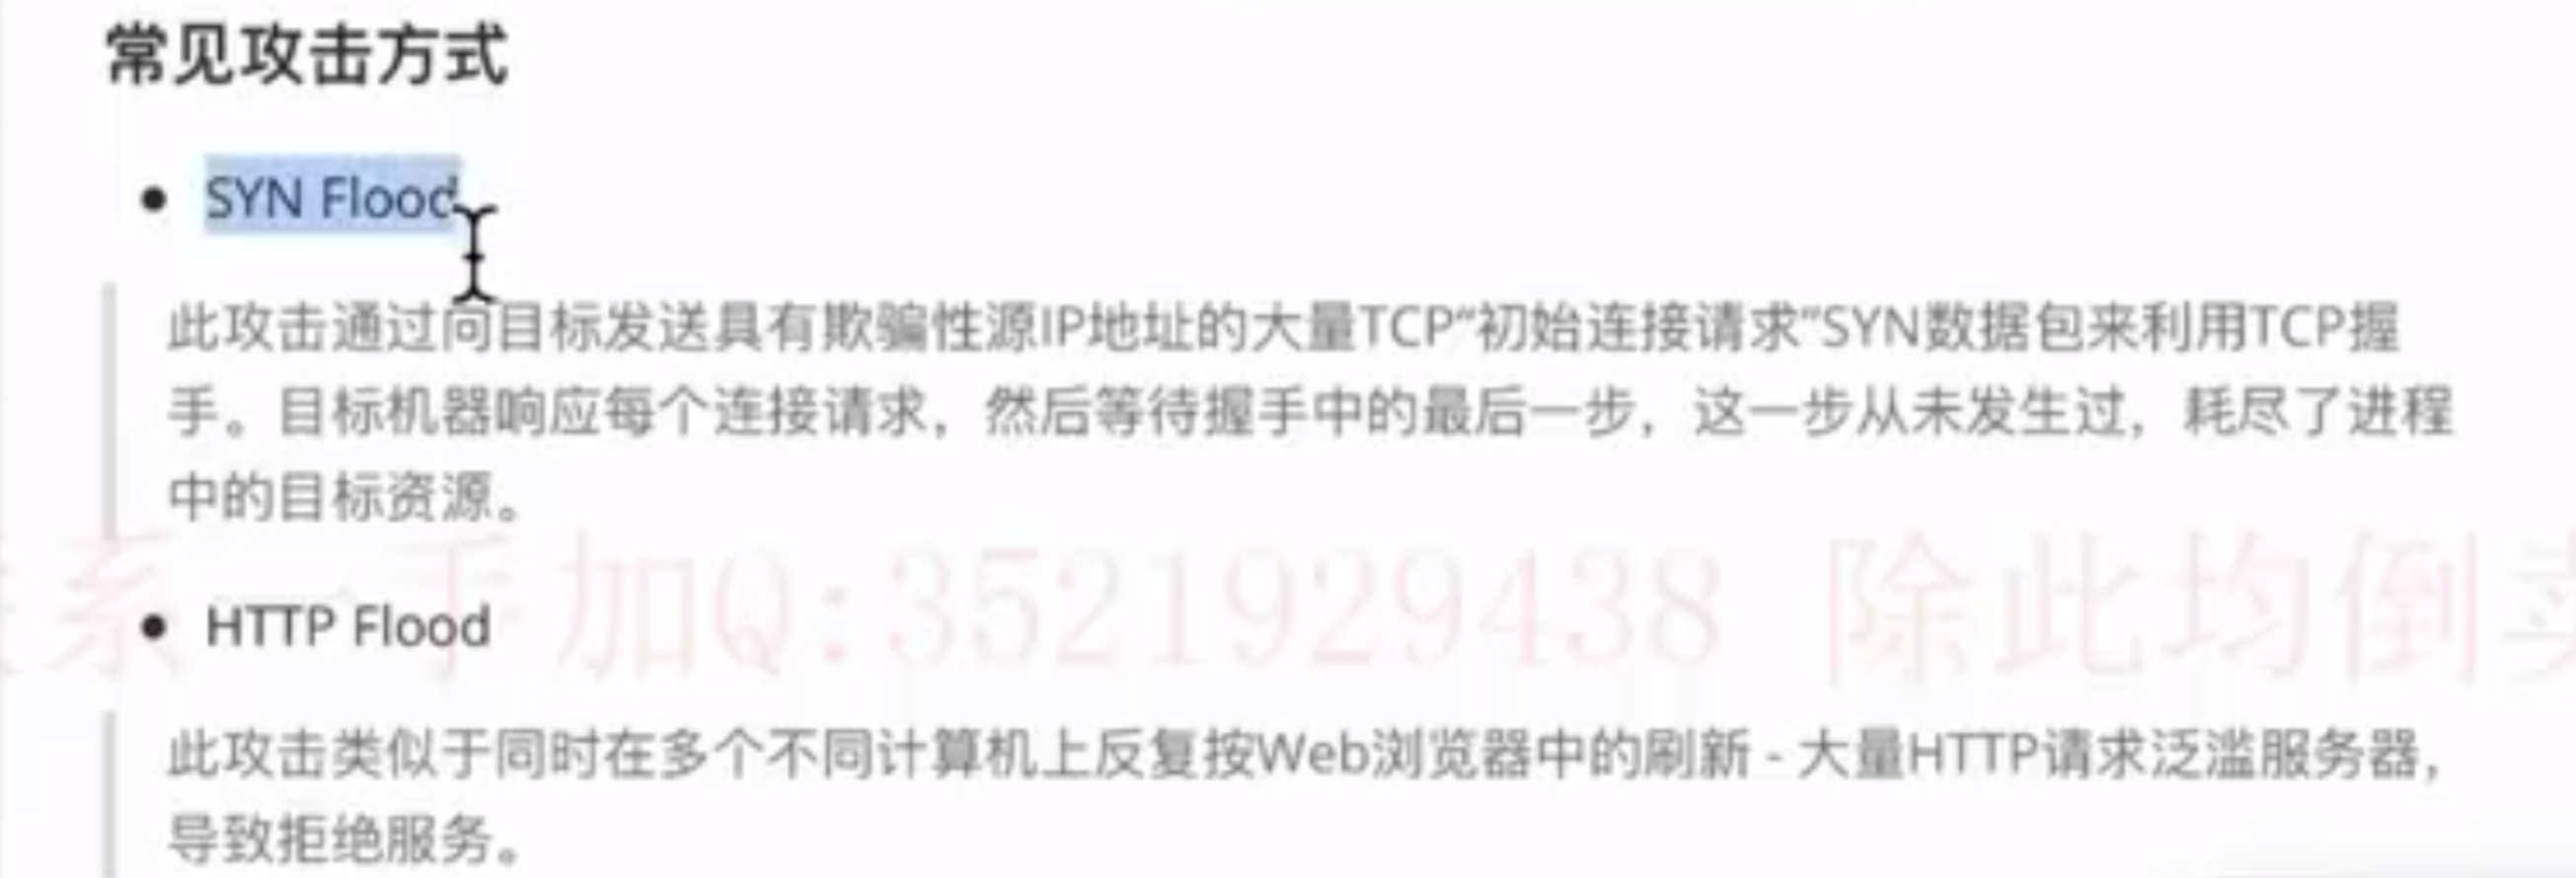 常见攻击方式
SYN Flood
此攻击通过向目标发送具有欺骗性源IP地址的大量TCP“初始连接请求”SYN数据包来利用TCP握
手。目标机器响应每个连接请求，然后等待握手中的最后一步，这一步从未发生过，耗尽了进程
中的目标资源。
系一手加Q:3521929438 除此均倒
HTTP Flood
此攻击类似于同时在多个不同计算机上反复按Web浏览器中的刷新 - 大量HTTP请求泛滥服务器，
导致拒绝服务。